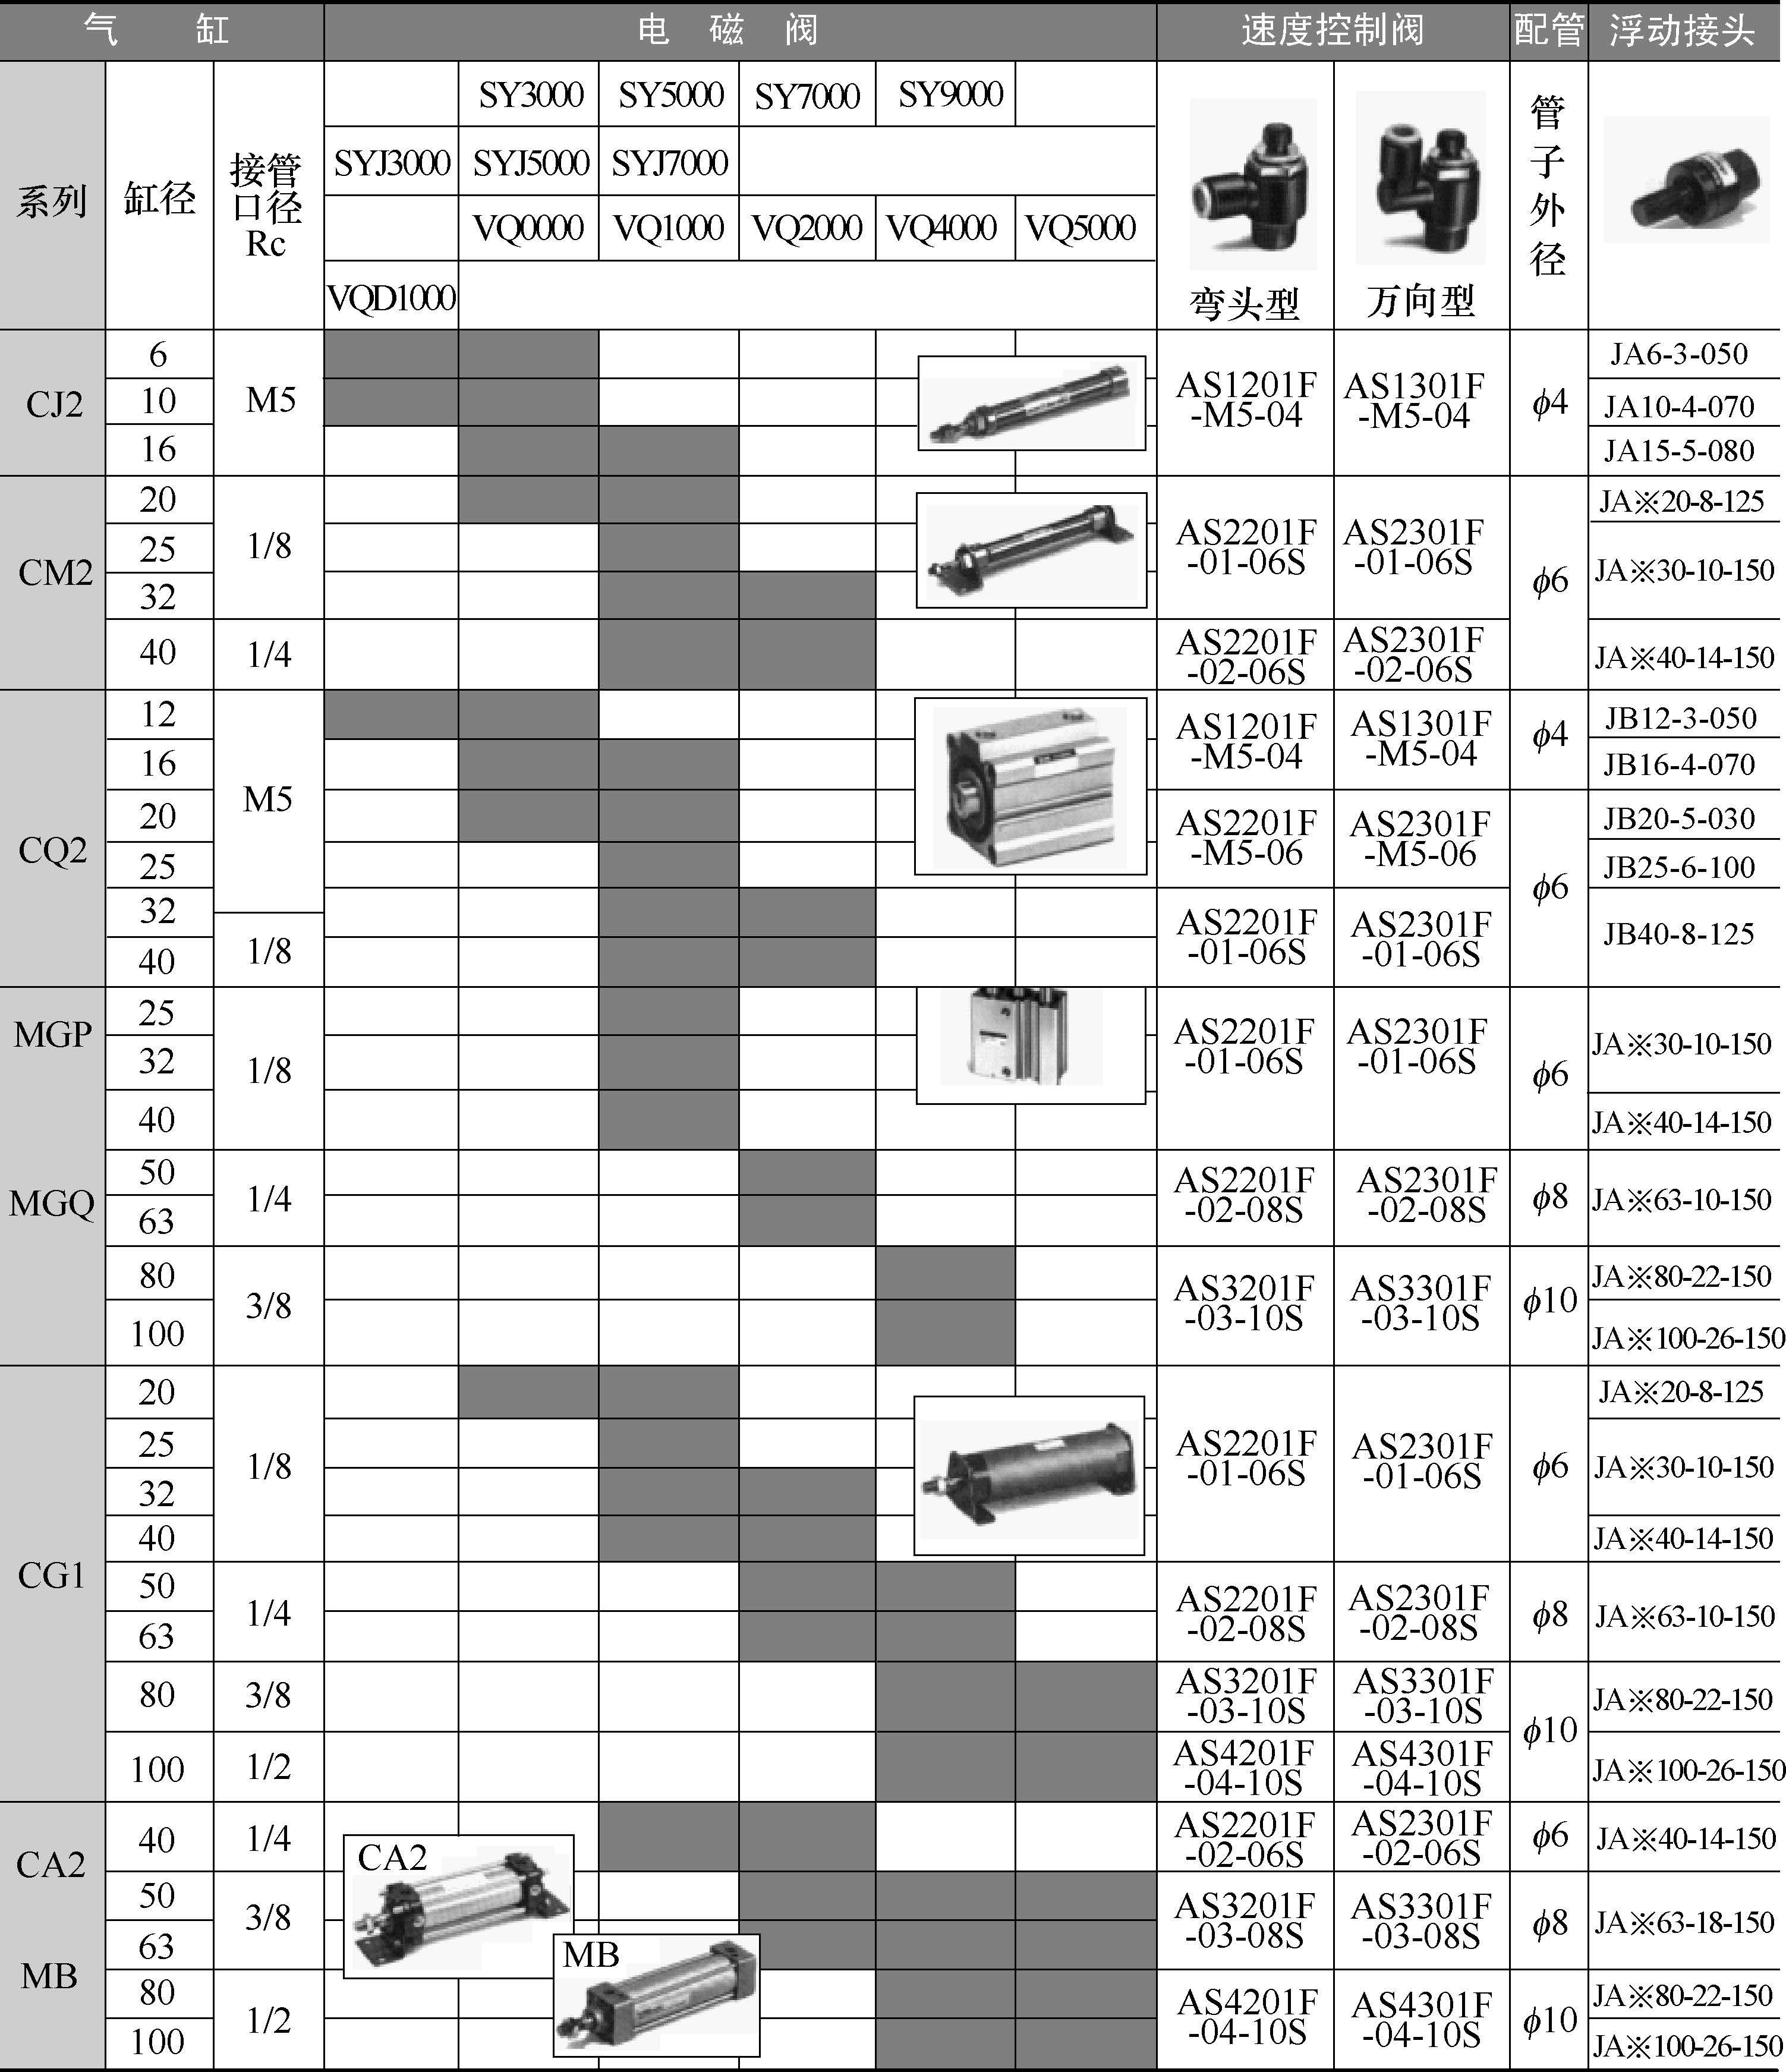 气 缸 电 磁 阀 速度控制阀 配管 浮动接头
系列 缸径 接管口径Rc
SY3000 SY5000 SY7000 SY9000
SYJ3000 SYJ5000 SYJ7000
VQ0000 VQ1000 VQ2000 VQ4000 VQ5000
VQD1000
弯头型 万向型 管子外径
CJ2 M5 AS1201F-M5-04 AS1301F-M5-04 φ4
6 JA6-3-050
10 JA10-4-070
16 JA15-5-080
CM2 φ6
1/8 AS2201F-01-06S AS2301F-01-06S
20 JA※20-8-125
25 JA※30-10-150
32
40 1/4 AS2201F-02-06S AS2301F-02-06S JA※40-14-150
CQ2 M5
AS1201F-M5-04 AS1301F-M5-04 φ4
12 JB12-3-050
16 JB16-4-070
AS2201F-M5-06 AS2301F-M5-06 φ6
20 JB20-5-030
25 JB25-6-100
32 AS2201F-01-06S AS2301F-01-06S JB40-8-125
40 1/8
MGP
MGQ
1/8 AS2201F-01-06S AS2301F-01-06S φ6
25 JA※30-10-150
32
40 JA※40-14-150
50 1/4 AS2201F-02-08S AS2301F-02-08S φ8 JA※63-10-150
63
3/8 AS3201F-03-10S AS3301F-03-10S φ10
80 JA※80-22-150
100 JA※100-26-150
CG1
1/8 AS2201F-01-06S AS2301F-01-06S φ6
20 JA※20-8-125
25 JA※30-10-150
32
40 JA※40-14-150
50 1/4 AS2201F-02-08S AS2301F-02-08S φ8 JA※63-10-150
63
80 3/8 AS3201F-03-10S AS3301F-03-10S φ10 JA※80-22-150
100 1/2 AS4201F-04-10S AS4301F-04-10S JA※100-26-150
CA2
MB
40 1/4 AS2201F-02-06S AS2301F-02-06S φ6 JA※40-14-150
CA2
50 3/8 AS3201F-03-08S AS3301F-03-08S φ8 JA※63-18-150
63
MB
1/2 AS4201F-04-10S AS4301F-04-10S φ10
80 JA※80-22-150
100 JA※100-26-150